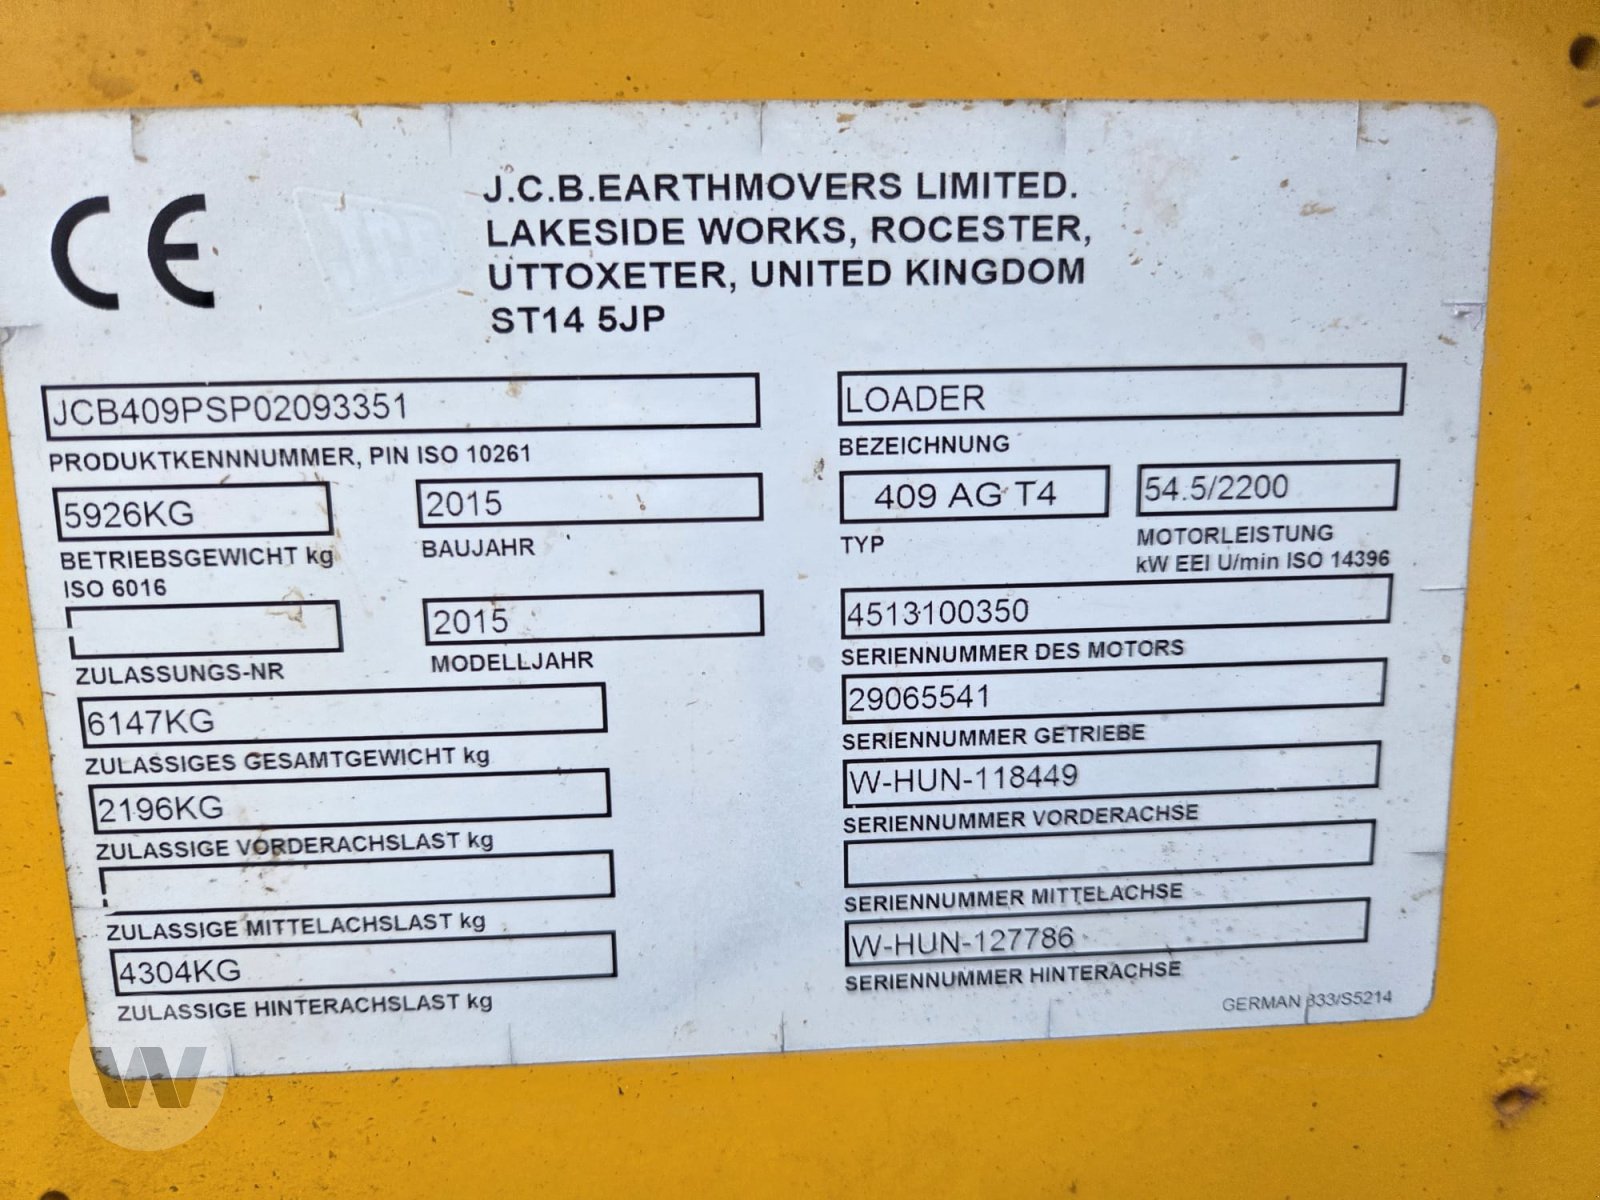 CE
J.C.B.EARTHMOVERS LIMITED.
LAKESIDE WORKS, ROCESTER,
UTTOXETER, UNITED KINGDOM
ST14 5JP
JCB409PSP02093351
PRODUKTKENNNUMMER, PIN ISO 10261
5926KG
BETRIEBSGEWICHT kg
ISO 6016
2015
BAUJAHR
ZULASSUNGS-NR
2015
MODELLJAHR
6147KG
ZULASSIGES GESAMTGEWICHT kg
2196KG
ZULASSIGE VORDERACHSLAST kg
ZULASSIGE MITTELACHSLAST kg
4304KG
ZULASSIGE HINTERACHSLAST kg
LOADER
BEZEICHNUNG
409 AG T4
TYP
54.5/2200
MOTORLEISTUNG
kW EEI U/min ISO 14396
4513100350
SERIENNUMMER DES MOTORS
29065541
SERIENNUMMER GETRIEBE
W-HUN-118449
SERIENNUMMER VORDERACHSE
SERIENNUMMER MITTELACHSE
W-HUN-127786
SERIENNUMMER HINTERACHSE
GERMAN 333/S5214
W